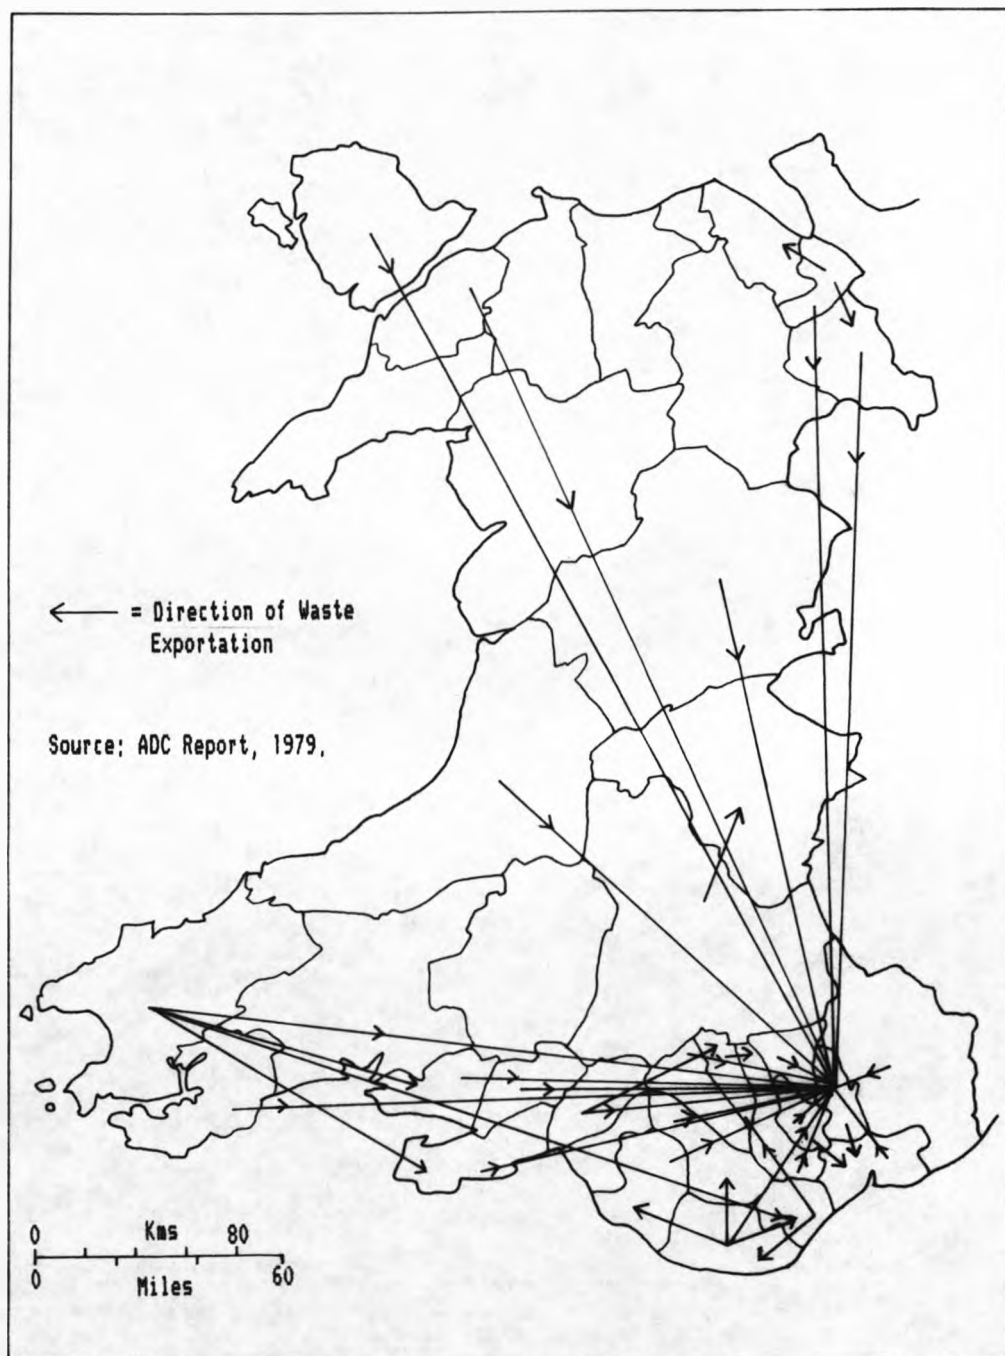 = Direction of Waste
Exportation
Source: ADC Report, 1979.
0 Kms 80
0 Miles 60